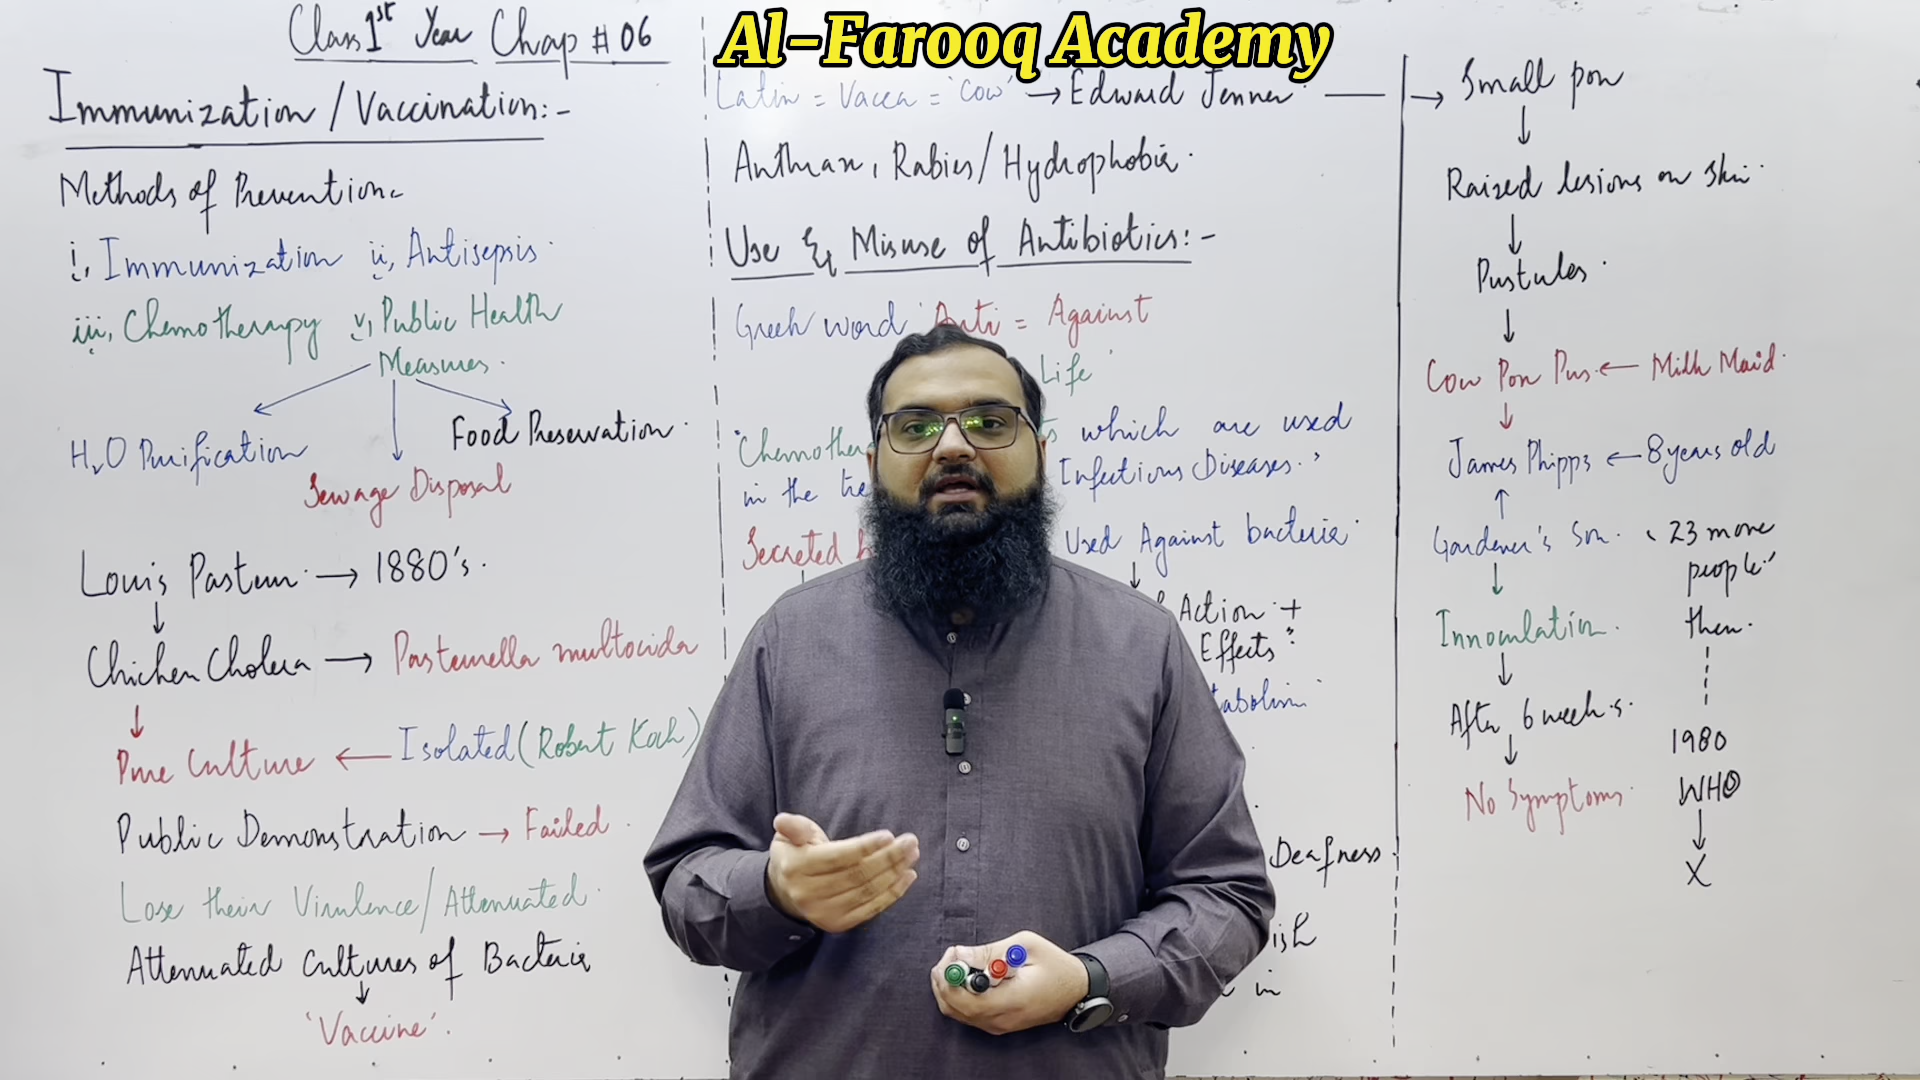 Al-Farooq Academy
Class 1st Year Chap # 06
Immunization / Vaccination:-
Methods of Prevention
i, Immunization ii, Antisepsis
iii, Chemotherapy v, Public Health
Measures.
H2O Purification
Sewage Disposal
Food Preservation.
Louis Pasteur. → 1880's.
↓
Chicken Cholera → Pasteurella multocida
↓
Pure Culture ← Isolated (Robert Koch)
Public Demonstration → Failed.
Lose their Virulence/Attenuated
Attenuated Cultures of Bacteria
↓
'Vaccine'.
Latin = Vacca = 'Cow' → Edward Jenner →
Anthrax, Rabies/Hydrophobia.
Use & Misuse of Antibiotics:-
Greek word 'Anti = Against
Life'
which are used
in the
Infectious Diseases."
Secreted
Used Against bacteria
↓
Action +
Effects"
Deafness.
in
Small pox
↓
Raized lesions on Skin.
↓
Pustules.
↓
Cow Pox Pus. ← Milk Maid.
↓
James Phipps ← 8 years old
↑
Gardener's Son.
↓
Innoculation.
↓
After 6 weeks.
↓
No Symptoms.
23 more
people"
then.
1980
WHO
↓
X